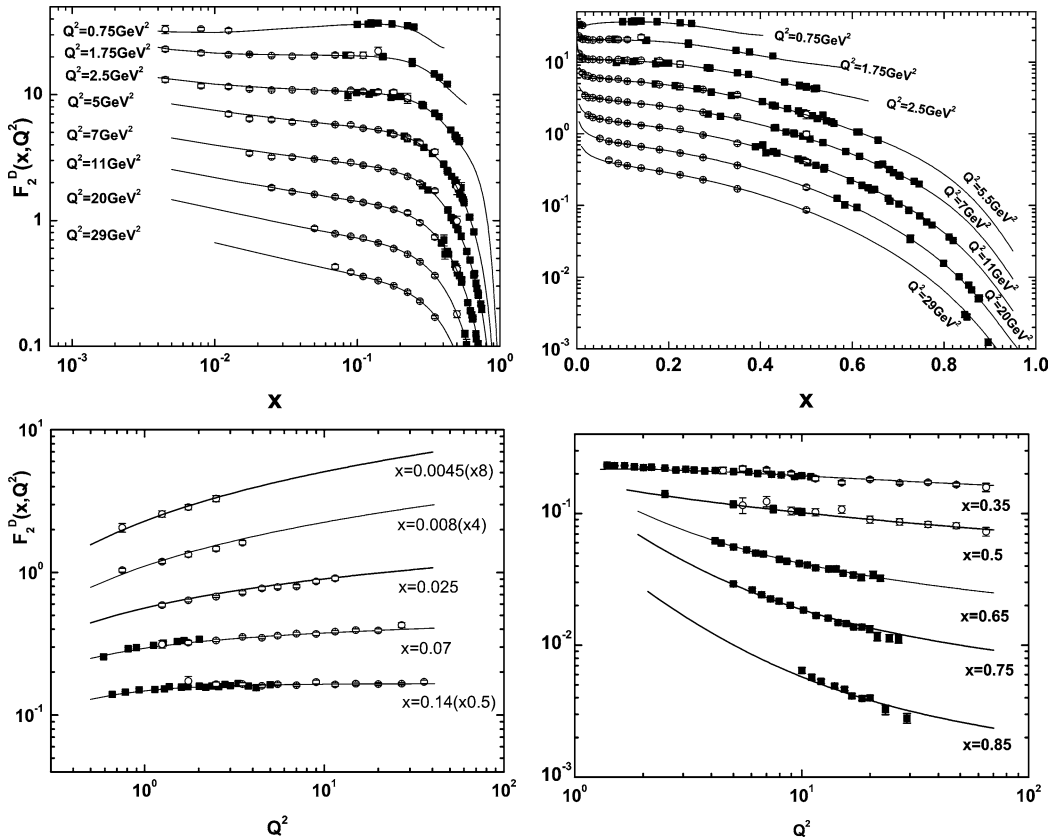 F₂ᴰ(x,Q²)
10
1
0.1
Q²=0.75GeV²
Q²=1.75GeV²
Q²=2.5GeV²
Q²=5GeV²
Q²=7GeV²
Q²=11GeV²
Q²=20GeV²
Q²=29GeV²
10⁻³ 10⁻² 10⁻¹ 10⁰
x
10¹
10⁰
10⁻¹
10⁻²
10⁻³
Q²=0.75GeV²
Q²=1.75GeV²
Q²=2.5GeV²
Q²=5.5GeV²
Q²=7GeV²
Q²=11GeV²
Q²=20GeV²
Q²=29GeV²
0.0 0.2 0.4 0.6 0.8 1.0
x
F₂ᴰ(x,Q²)
10¹
10⁰
10⁻¹
x=0.0045(x8)
x=0.008(x4)
x=0.025
x=0.07
x=0.14(x0.5)
10⁰ 10¹ 10²
Q²
10⁻¹
10⁻²
10⁻³
x=0.35
x=0.5
x=0.65
x=0.75
x=0.85
10⁰ 10¹ 10²
Q²